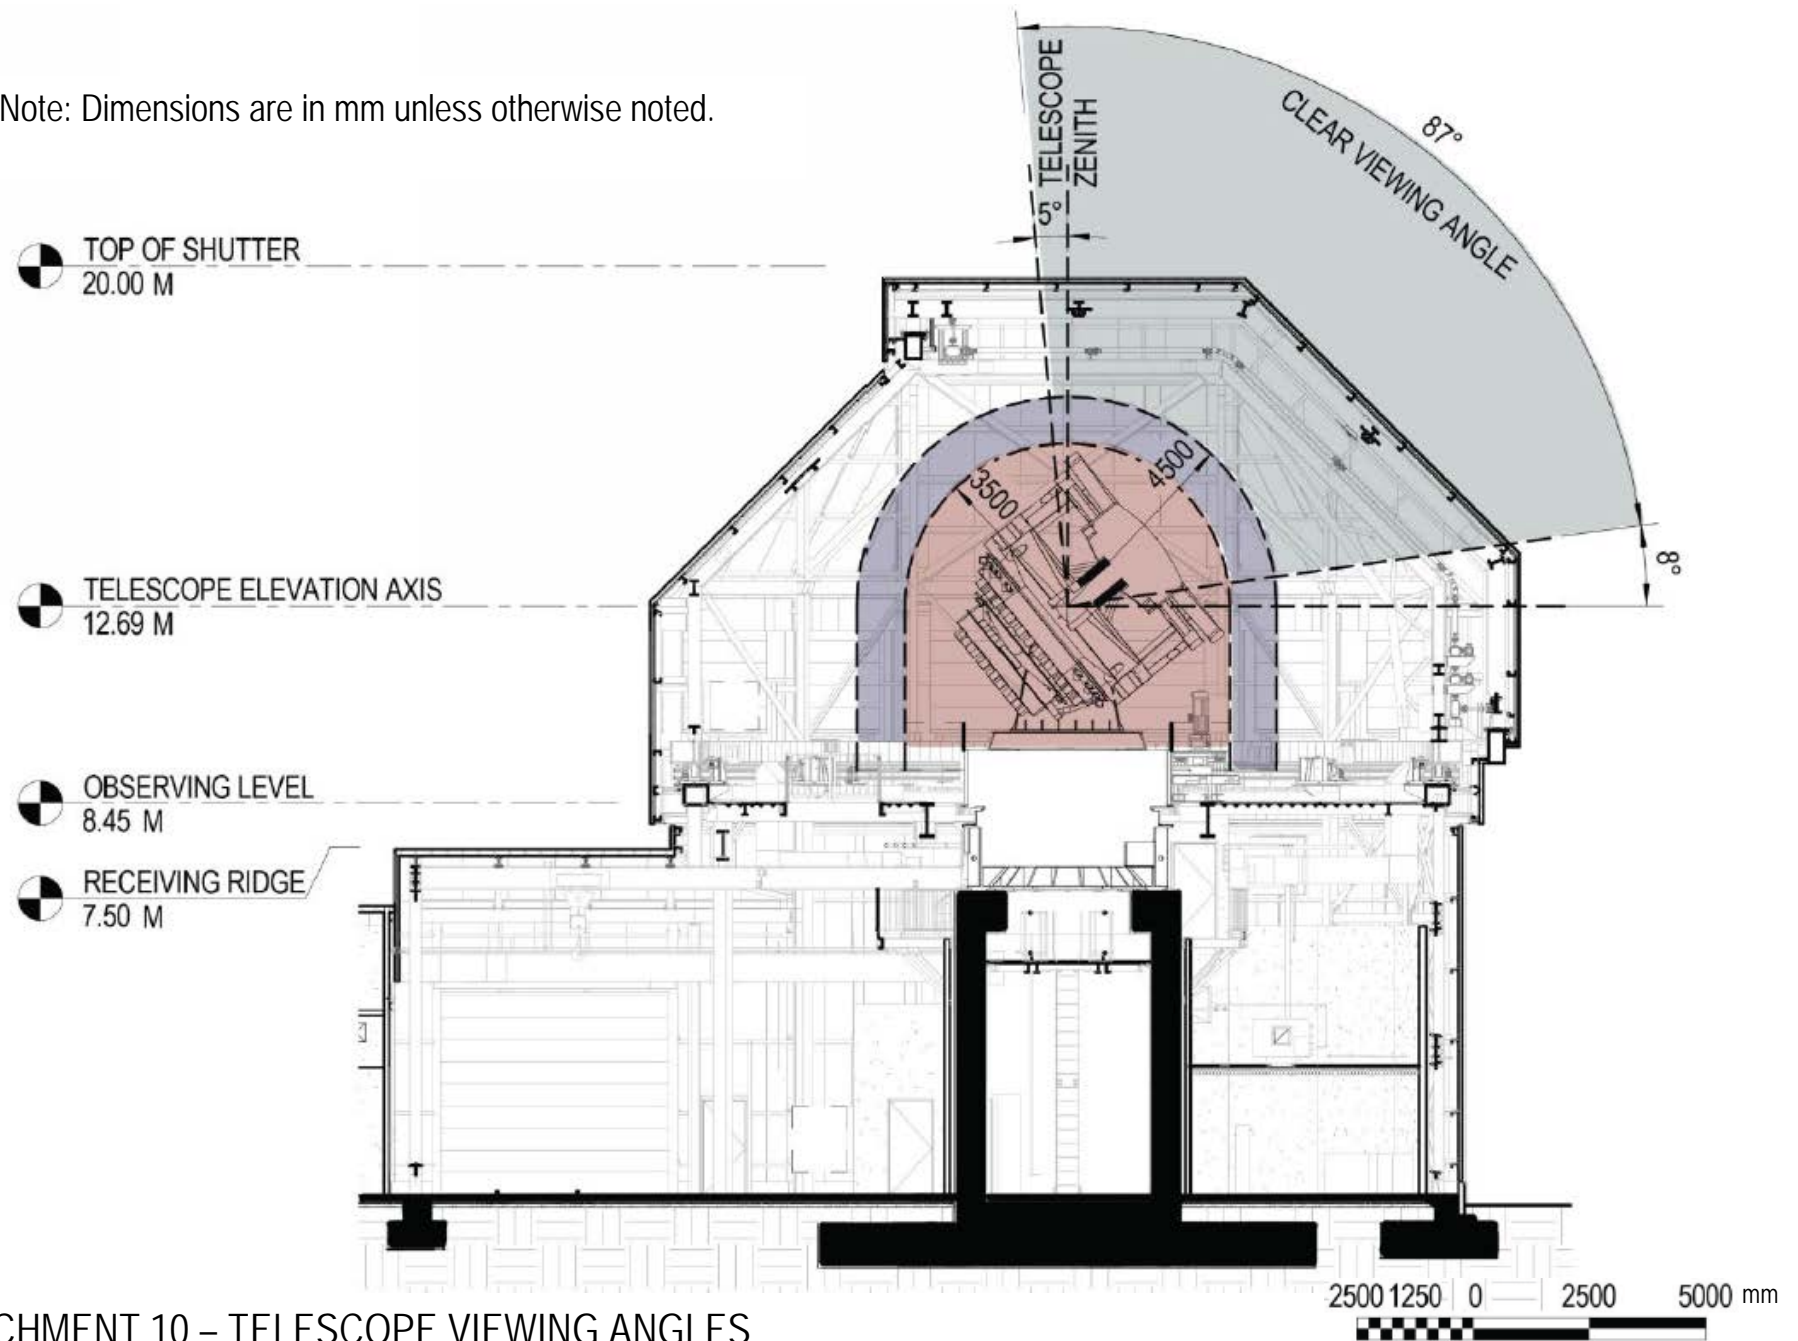 Note: Dimensions are in mm unless otherwise noted.
TELESCOPE
ZENITH
5°
CLEAR VIEWING ANGLE
87°
8°
TOP OF SHUTTER
20.00 M
4500
3500
TELESCOPE ELEVATION AXIS
12.69 M
OBSERVING LEVEL
8.45 M
RECEIVING RIDGE
7.50 M
2500 1250 0 2500 5000 mm
CHMENT 10 – TELESCOPE VIEWING ANGLES